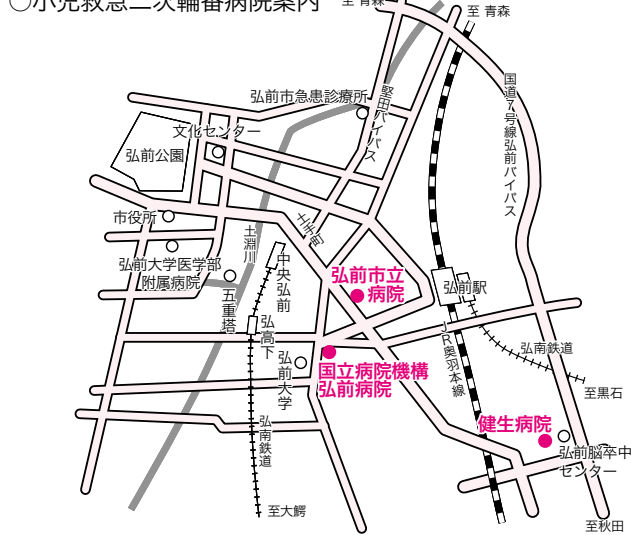 ○小児救急二次輪番病院案内
至 青森
至 青森
国道7号線弘前バイパス
弘前市急患診療所
堅田バイパス
文化センター
弘前公園
市役所
土手町
土淵川
弘前大学医学部
附属病院
中央弘前
五重塔
弘前市立
病院
弘前駅
弘高下
JR奥羽本線
弘南鉄道
弘前大学
国立病院機構
弘前病院
至黒石
健生病院
弘南鉄道
弘前脳卒中
センター
至大鰐
至秋田